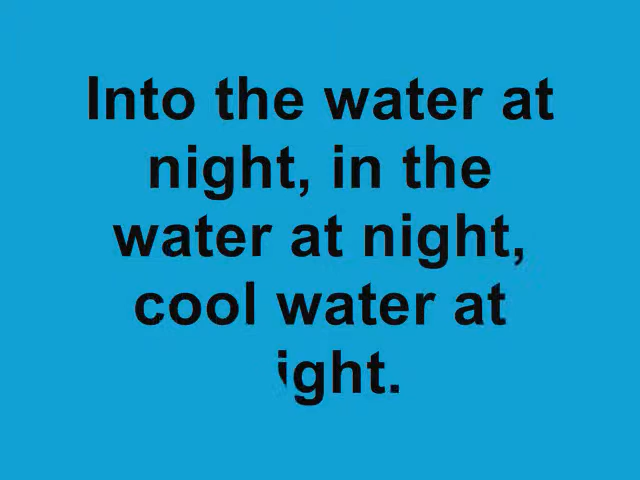 Into the water at
night, in the
water at night,
cool water at
ight.